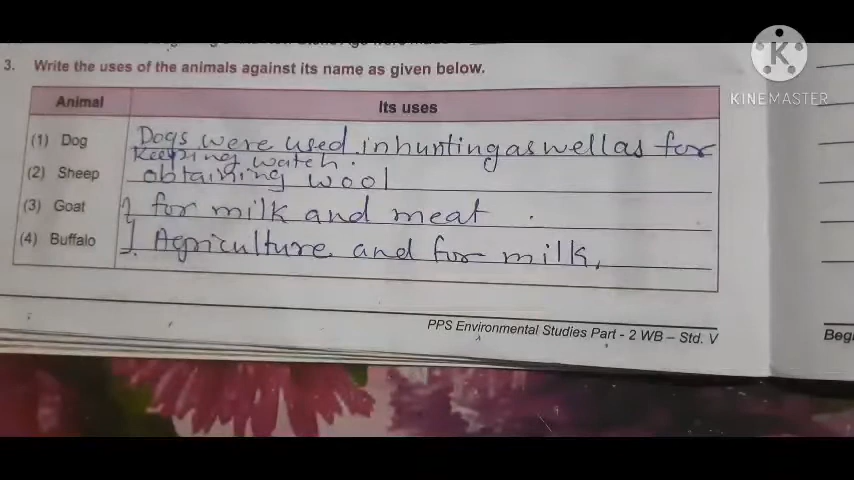 3. Write the uses of the animals against its name as given below.
KINEMASTER
Animal Its uses
(1) Dog Dogs were used in hunting as well as for
keeping watch.
(2) Sheep obtaining wool
(3) Goat for milk and meat
(4) Buffalo Agriculture and for milk,
PPS Environmental Studies Part - 2 WB – Std. V